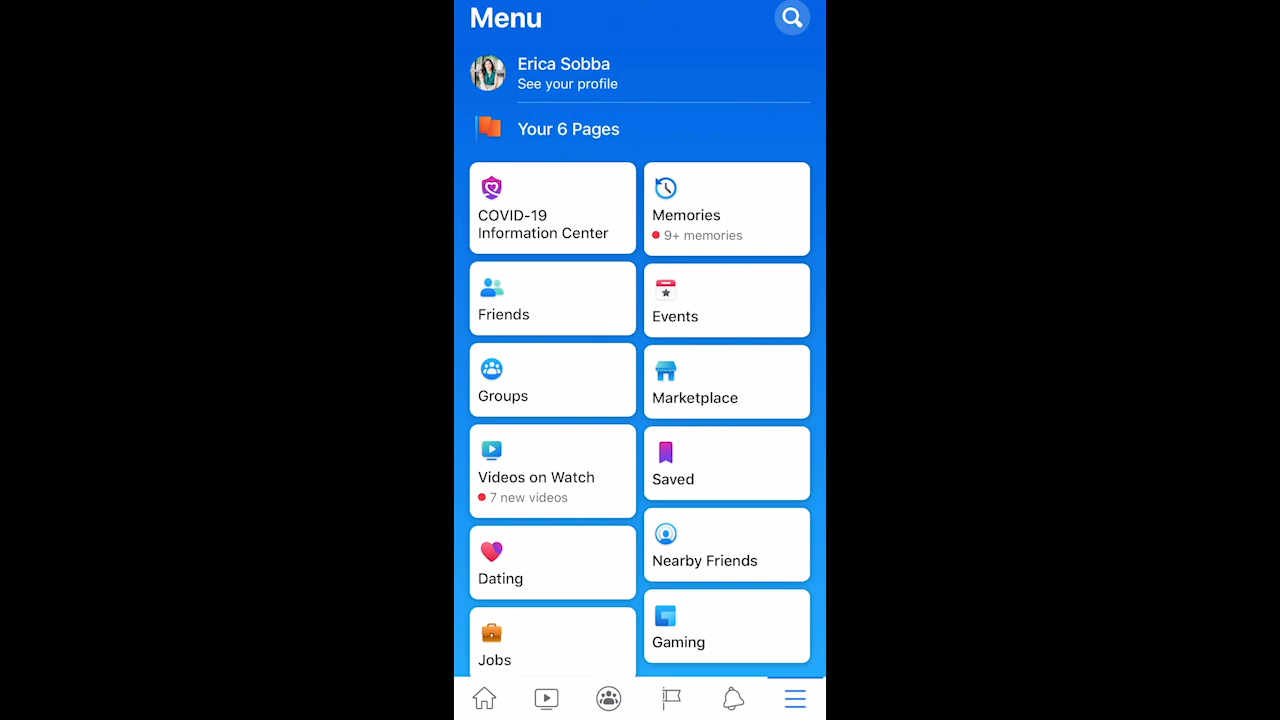 Menu
Erica Sobba
See your profile
Your 6 Pages
COVID-19
Information Center
Memories
9+ memories
Friends
Events
Groups
Marketplace
Videos on Watch
7 new videos
Saved
Nearby Friends
Dating
Gaming
Jobs